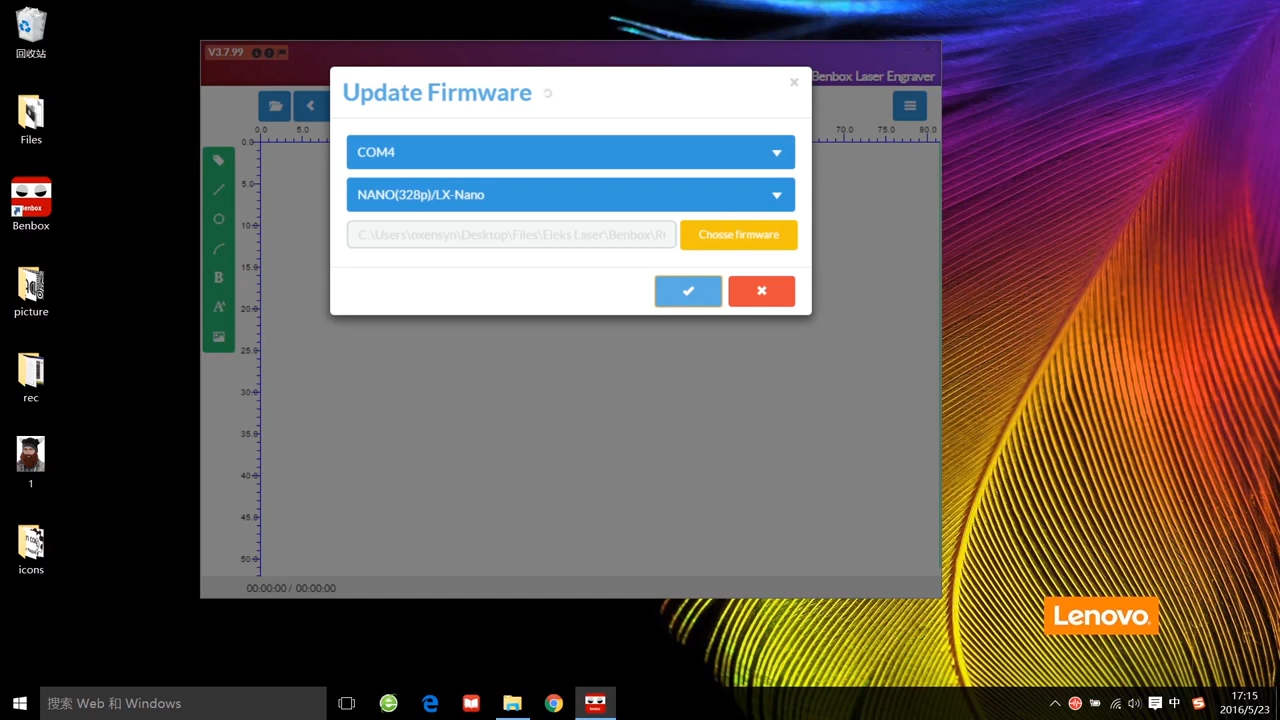 回收站
Files
Benbox
Benbox
picture
rec
1
icons
V3.7.99
Benbox Laser Engraver
Update Firmware
COM4
NANO(328p)/LX-Nano
C:\Users\oxensyn\Desktop\Files\Eleks Laser\Benbox\R
Chosse firmware
0.0 5.0 70.0 75.0 80.0
0.0
5.0
10.0
15.0
20.0
25.0
30.0
35.0
40.0
45.0
50.0
B
A
00:00:00 / 00:00:00
Lenovo
搜索 Web 和 Windows
Benbox
中
17:15
2016/5/23